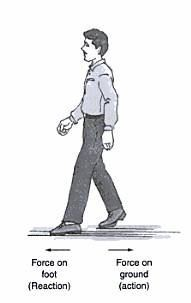 Force on
foot
(Reaction)
Force on
ground
(action)